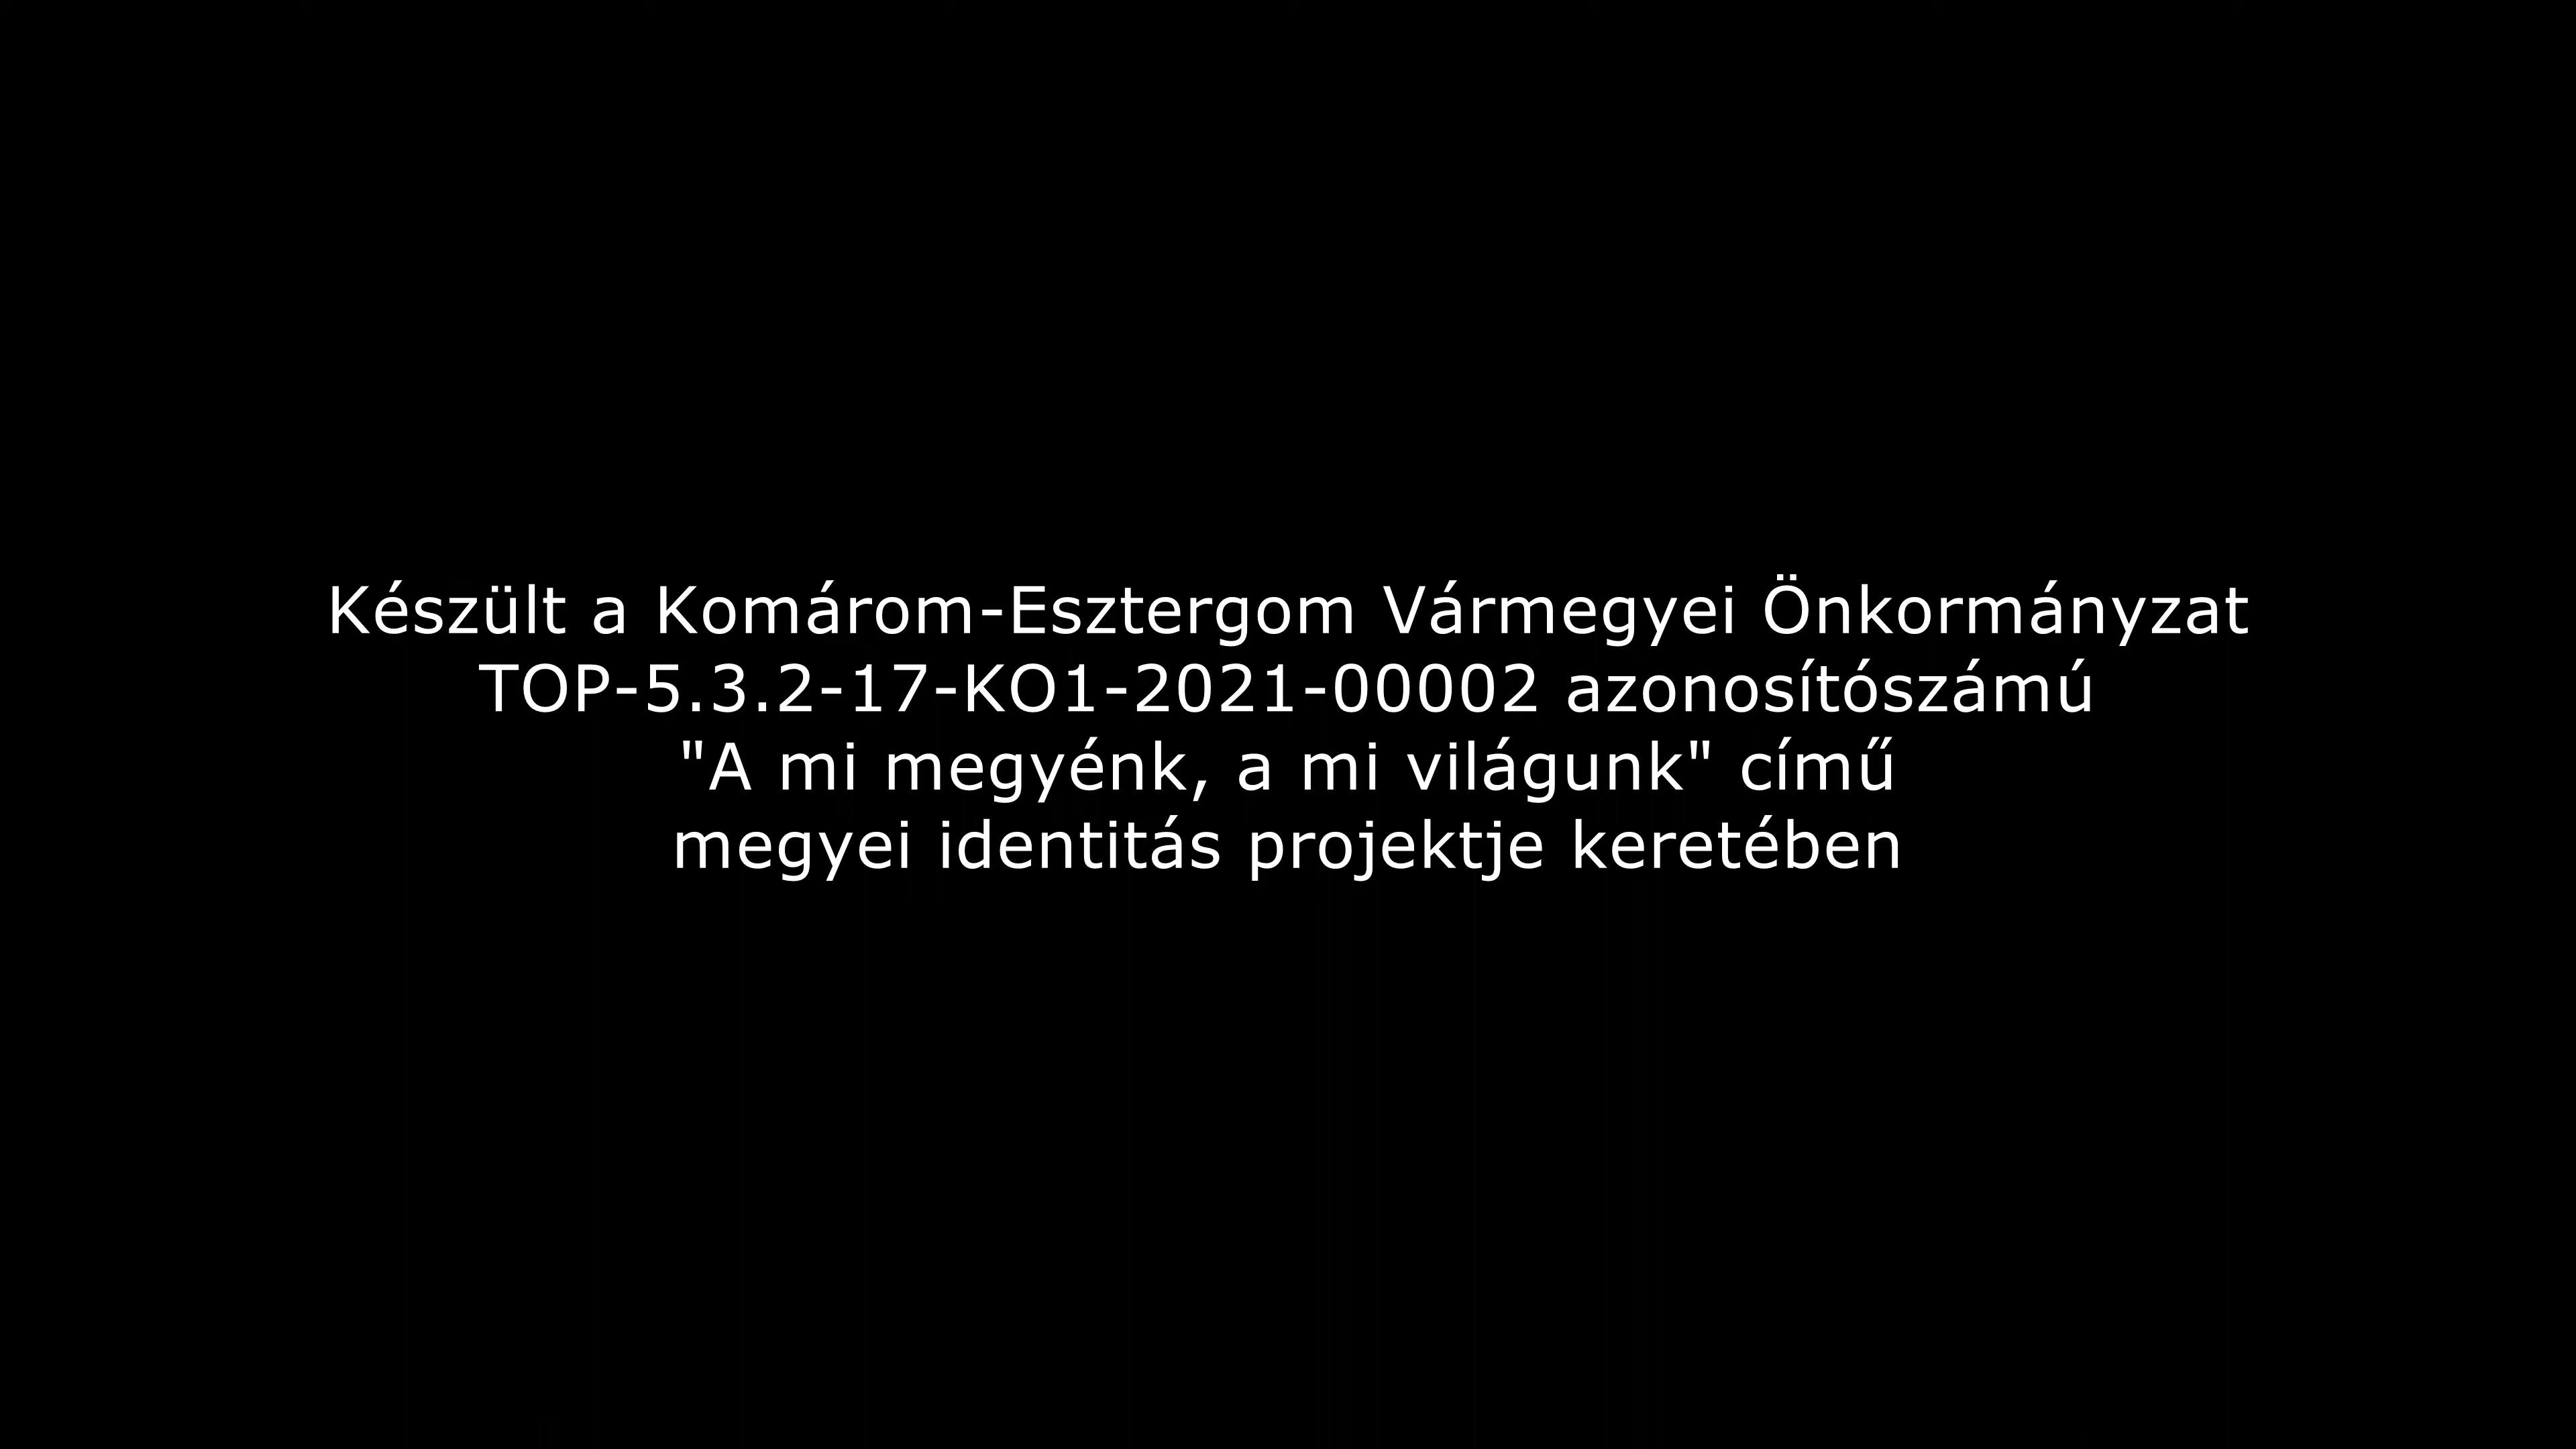 Készült a Komárom-Esztergom Vármegyei Önkormányzat
TOP-5.3.2-17-KO1-2021-00002 azonosítószámú
"A mi megyénk, a mi világunk" című
megyei identitás projektje keretében